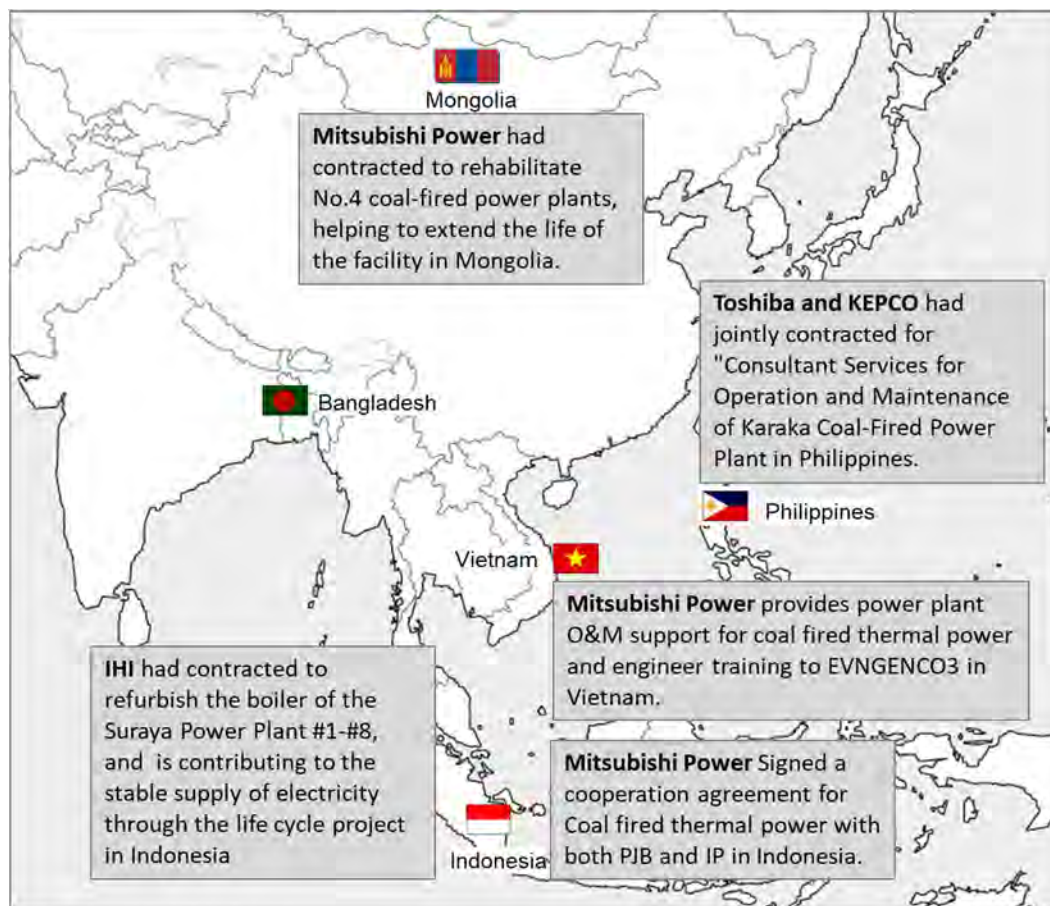 Mongolia
Mitsubishi Power had
contracted to rehabilitate
No.4 coal-fired power plants,
helping to extend the life of
the facility in Mongolia.
Toshiba and KEPCO had
jointly contracted for
"Consultant Services for
Operation and Maintenance
of Karaka Coal-Fired Power
Plant in Philippines.
Bangladesh
Philippines
Vietnam
Mitsubishi Power provides power plant
O&M support for coal fired thermal power
and engineer training to EVNGENCO3 in
Vietnam.
IHI had contracted to
refurbish the boiler of the
Suraya Power Plant #1-#8,
and  is contributing to the
stable supply of electricity
through the life cycle project
in Indonesia
Mitsubishi Power Signed a
cooperation agreement for
Coal fired thermal power with
both PJB and IP in Indonesia.
Indonesia